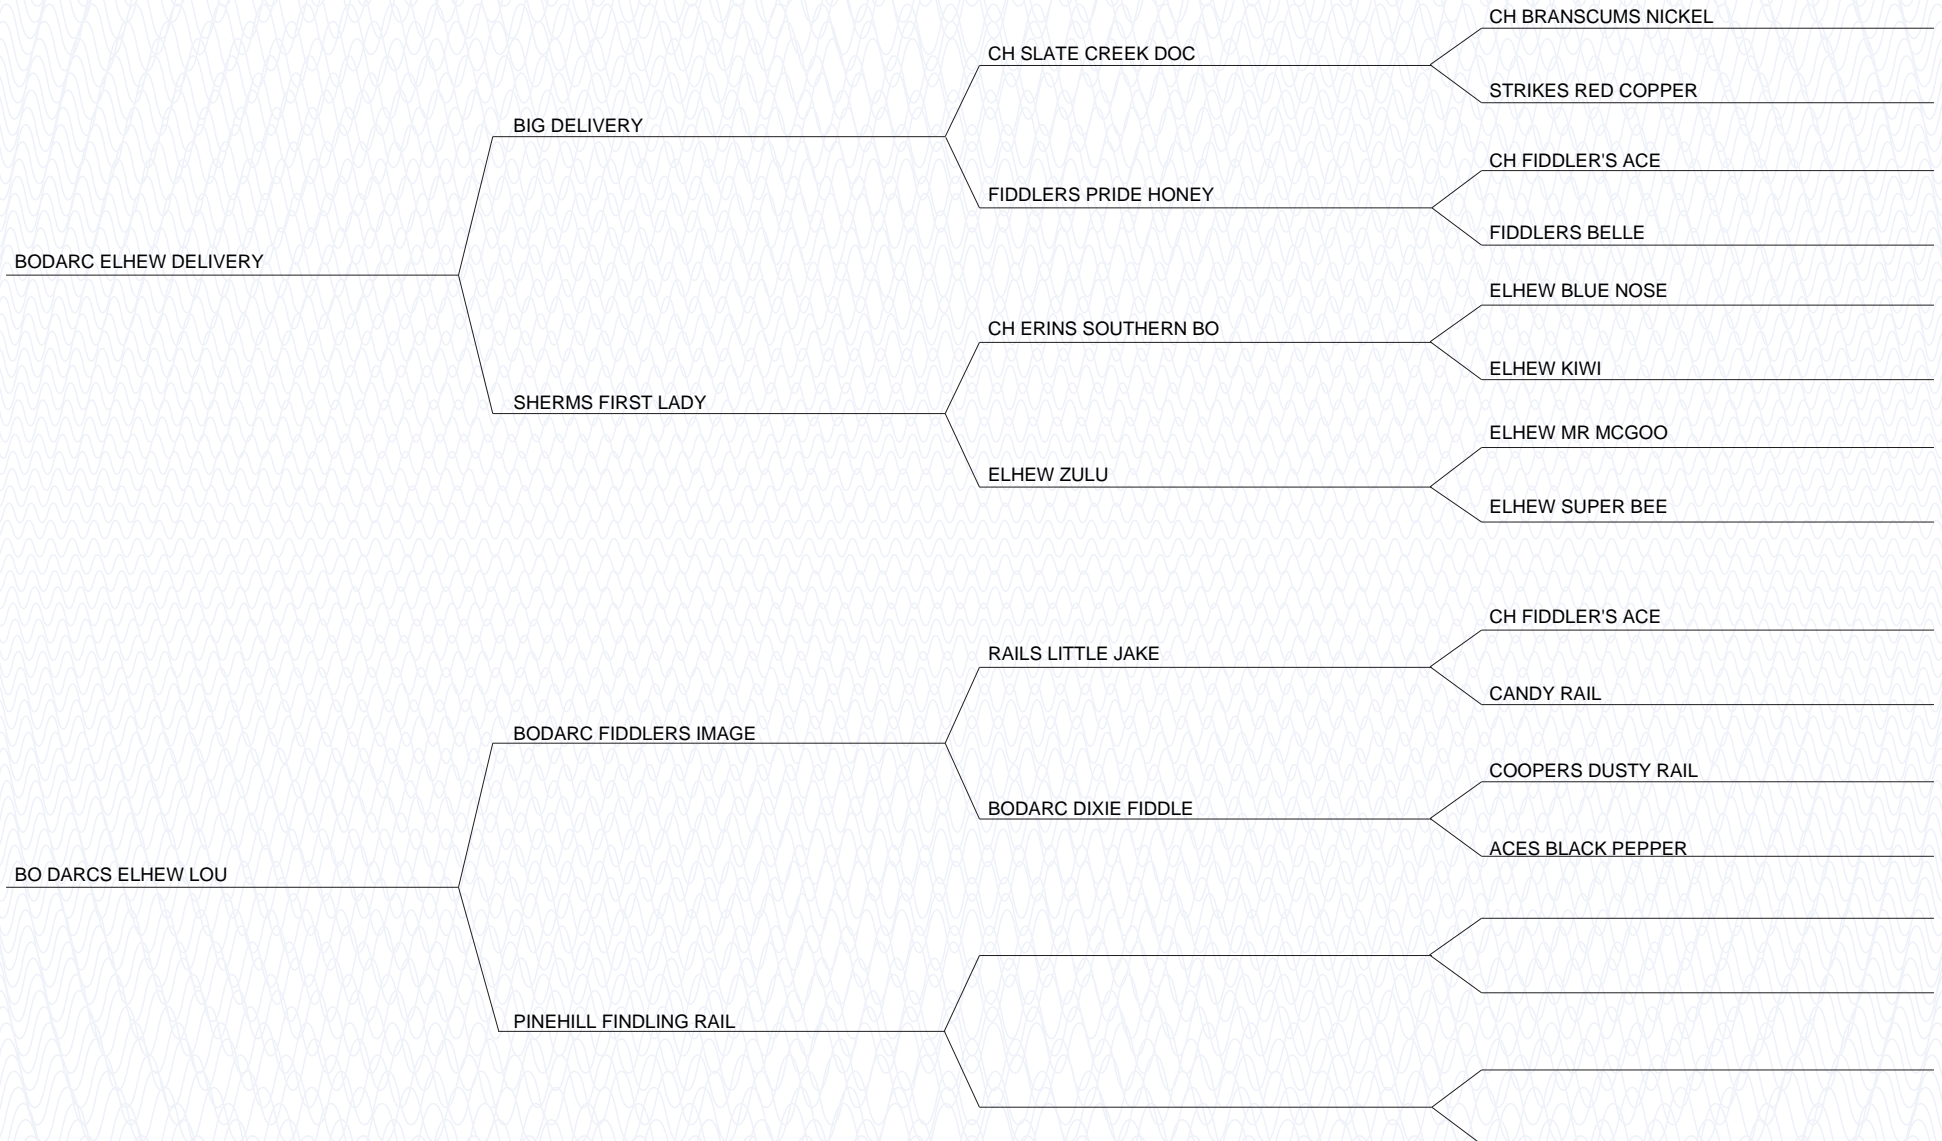 CH BRANSCUMS NICKEL
CH SLATE CREEK DOC
STRIKES RED COPPER
BIG DELIVERY
CH FIDDLER'S ACE
FIDDLERS PRIDE HONEY
FIDDLERS BELLE
BODARC ELHEW DELIVERY
ELHEW BLUE NOSE
CH ERINS SOUTHERN BO
ELHEW KIWI
SHERMS FIRST LADY
ELHEW MR MCGOO
ELHEW ZULU
ELHEW SUPER BEE
CH FIDDLER'S ACE
RAILS LITTLE JAKE
CANDY RAIL
BODARC FIDDLERS IMAGE
COOPERS DUSTY RAIL
BODARC DIXIE FIDDLE
ACES BLACK PEPPER
BO DARCS ELHEW LOU
PINEHILL FINDLING RAIL